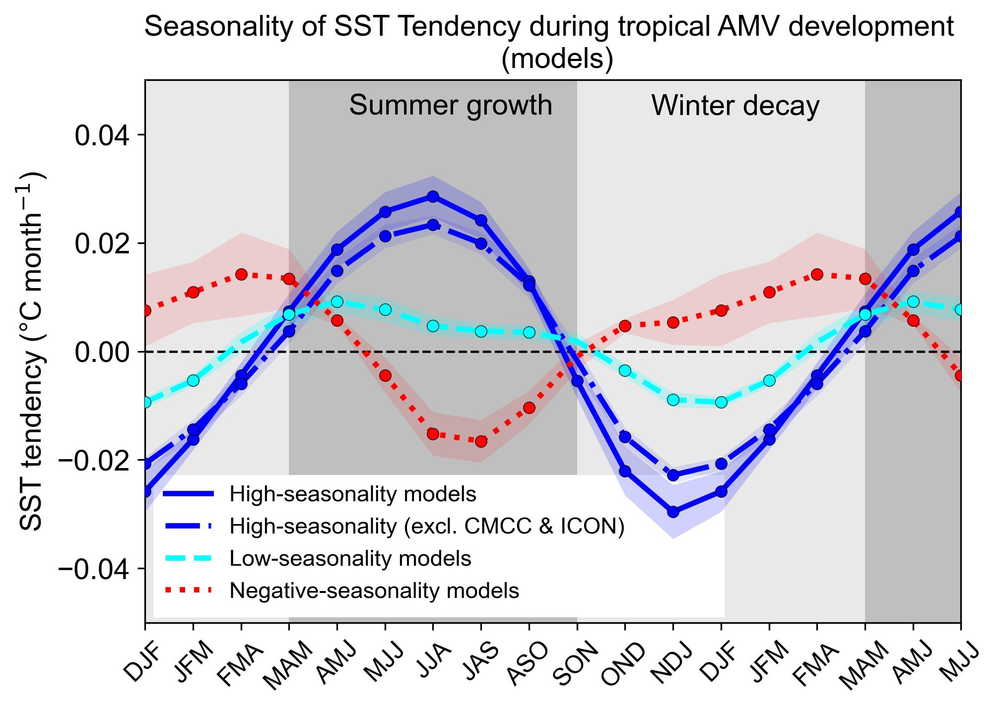 Seasonality of SST Tendency during tropical AMV development
(models)
Summer growth
Winter decay
SST tendency (°C month⁻¹)
0.04
0.02
0.00
−0.02
−0.04
High-seasonality models
High-seasonality (excl. CMCC & ICON)
Low-seasonality models
Negative-seasonality models
DJF JFM FMA MAM AMJ MJJ JJA JAS ASO SON OND NDJ DJF JFM FMA MAM AMJ MJJ